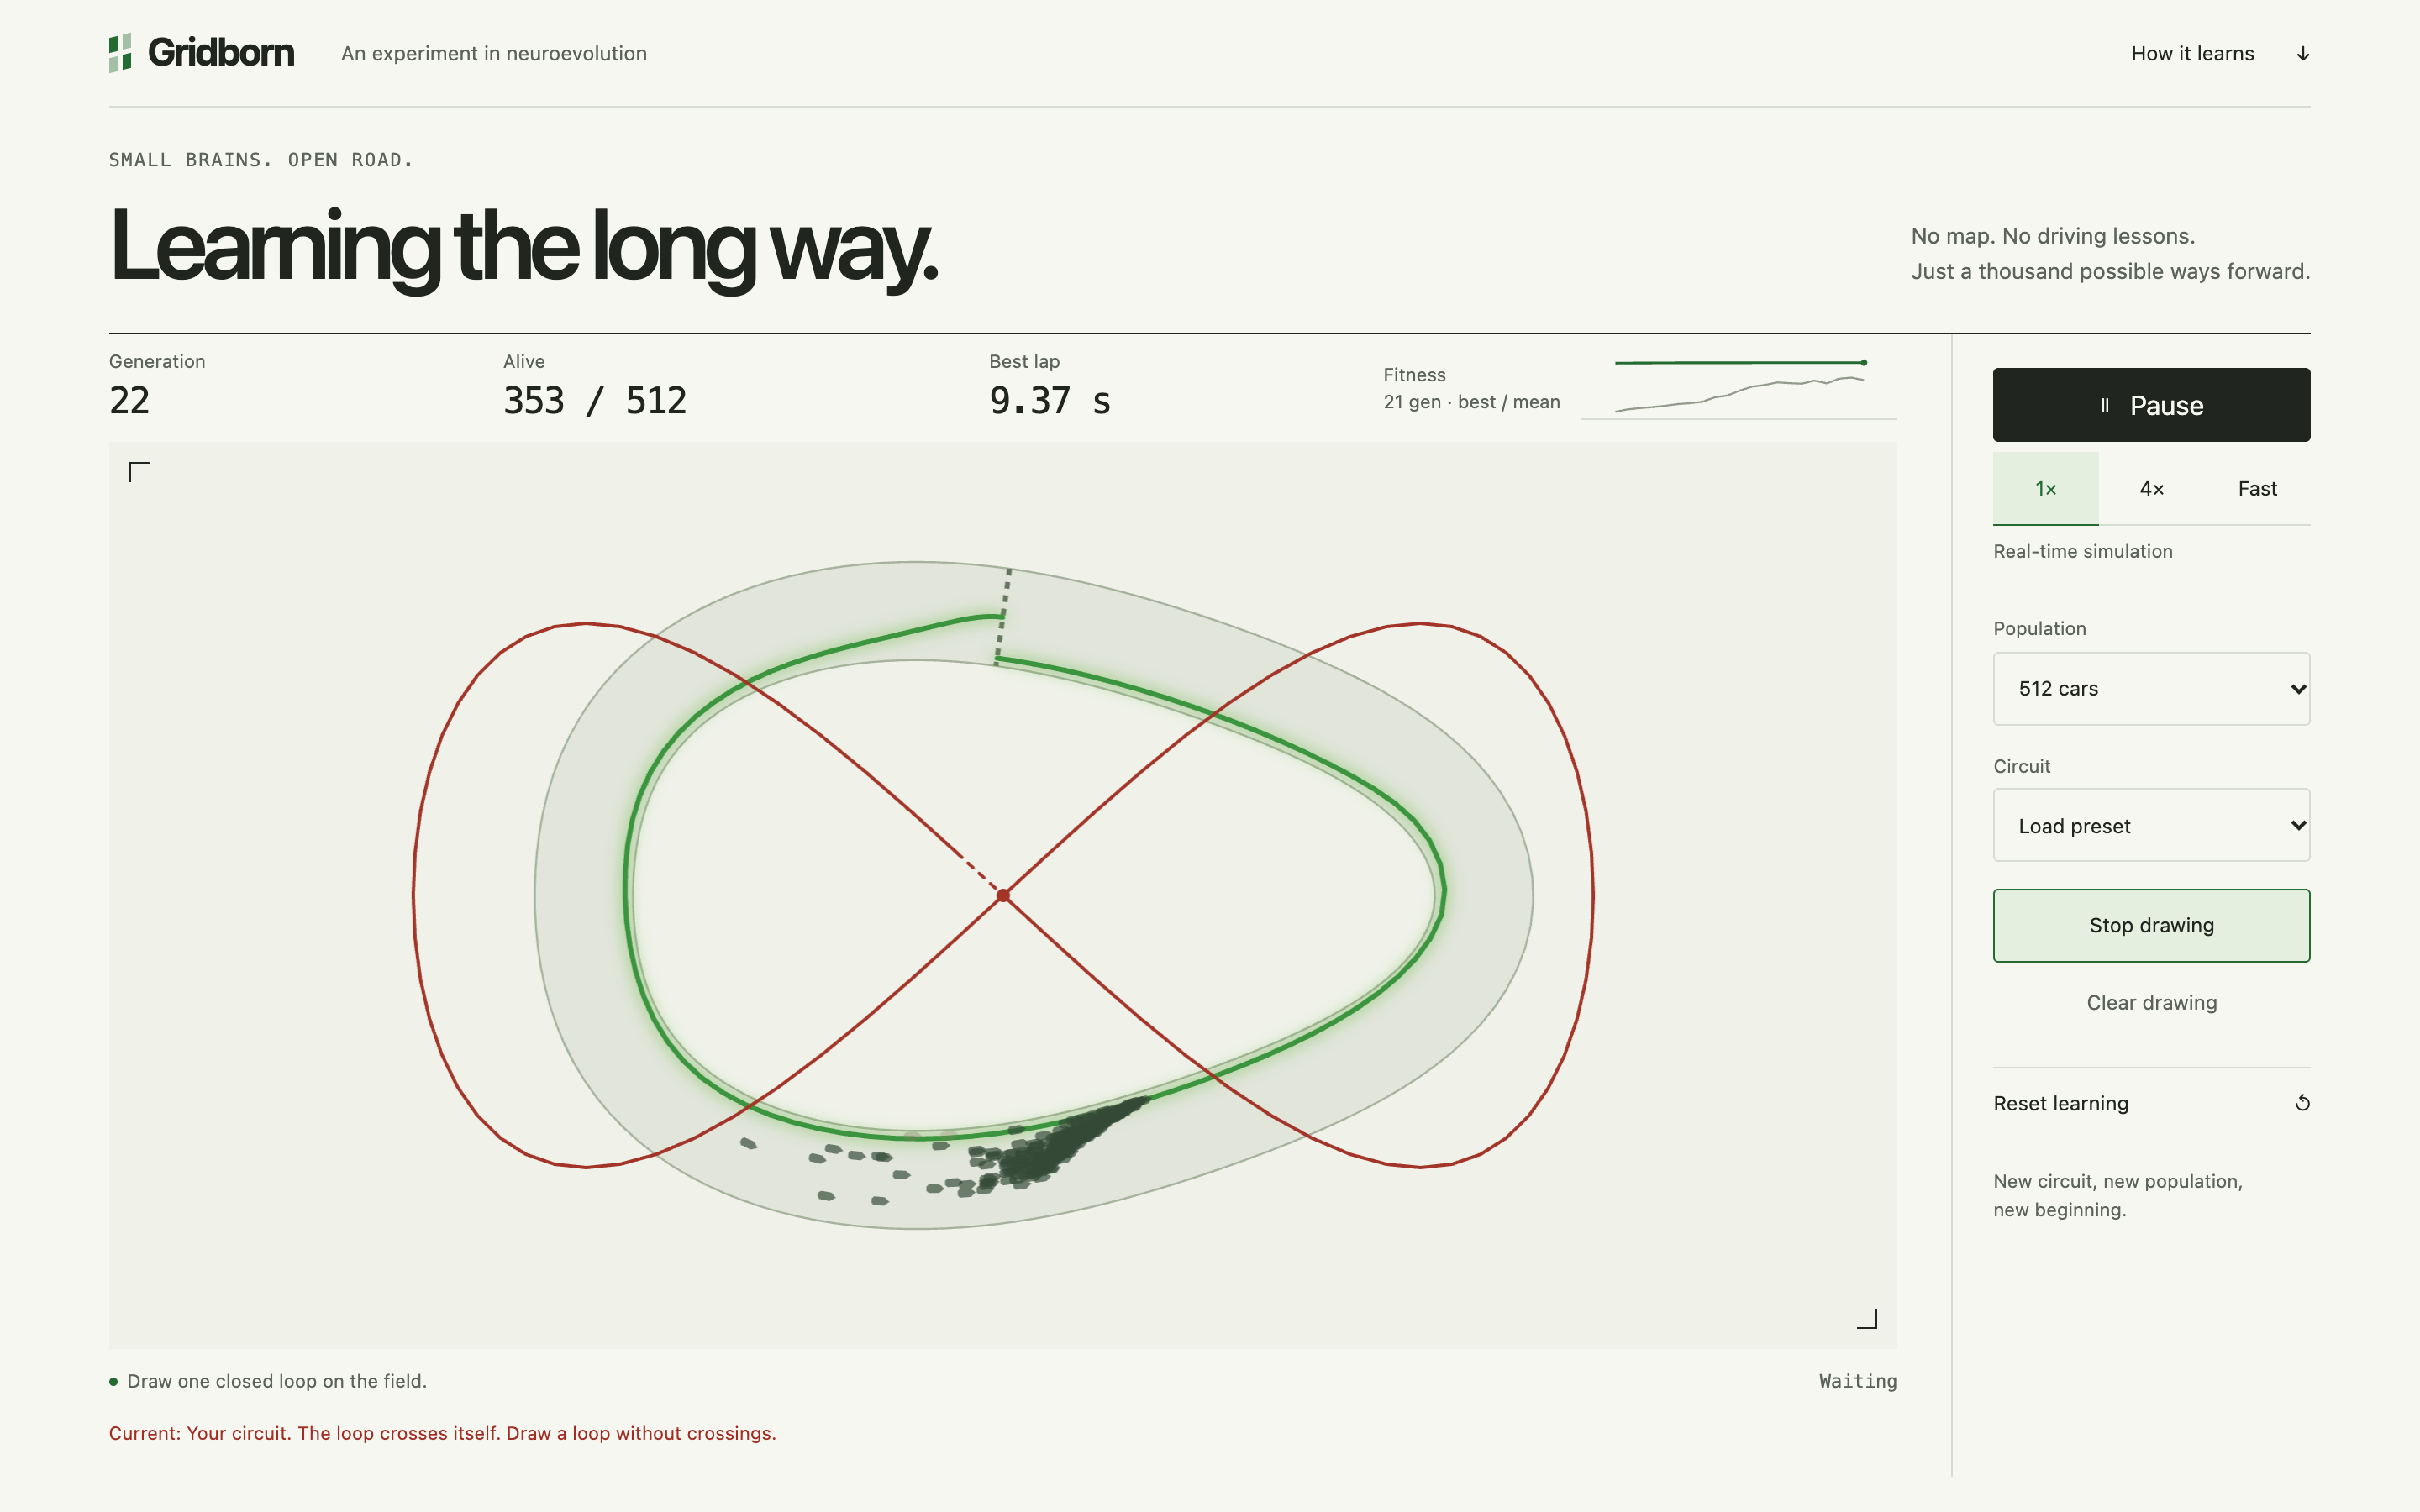 Gridborn
An experiment in neuroevolution
How it learns ↓
SMALL BRAINS. OPEN ROAD.
Learning the long way.
No map. No driving lessons.
Just a thousand possible ways forward.
Generation
22
Alive
353 / 512
Best lap
9.37 s
Fitness
21 gen · best / mean
Pause
1×
4×
Fast
Real-time simulation
Population
512 cars
Circuit
Load preset
Stop drawing
Clear drawing
Reset learning
New circuit, new population,
new beginning.
Draw one closed loop on the field.
Waiting
Current: Your circuit. The loop crosses itself. Draw a loop without crossings.